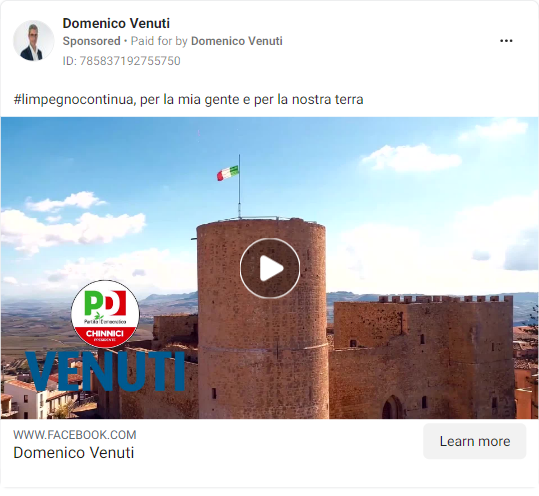 Domenico Venuti
Sponsored • Paid for by Domenico Venuti
ID: 785837192755750
#limpegnocontinua, per la mia gente e per la nostra terra
PD
Partito Democratico
CHINNICI
PRESIDENTE
VENUTI
WWW.FACEBOOK.COM
Domenico Venuti
Learn more